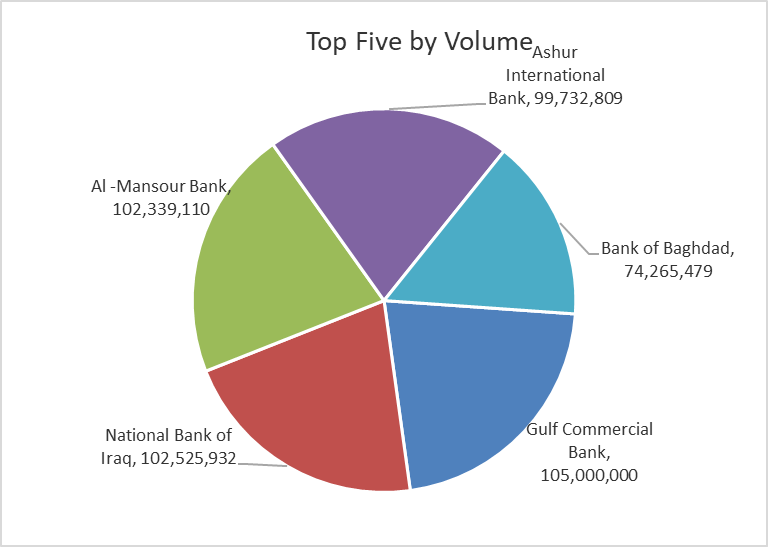 Top Five by Volume
Ashur
International
Bank, 99,732,809
Al -Mansour Bank,
102,339,110
Bank of Baghdad,
74,265,479
National Bank of
Iraq, 102,525,932
Gulf Commercial
Bank,
105,000,000